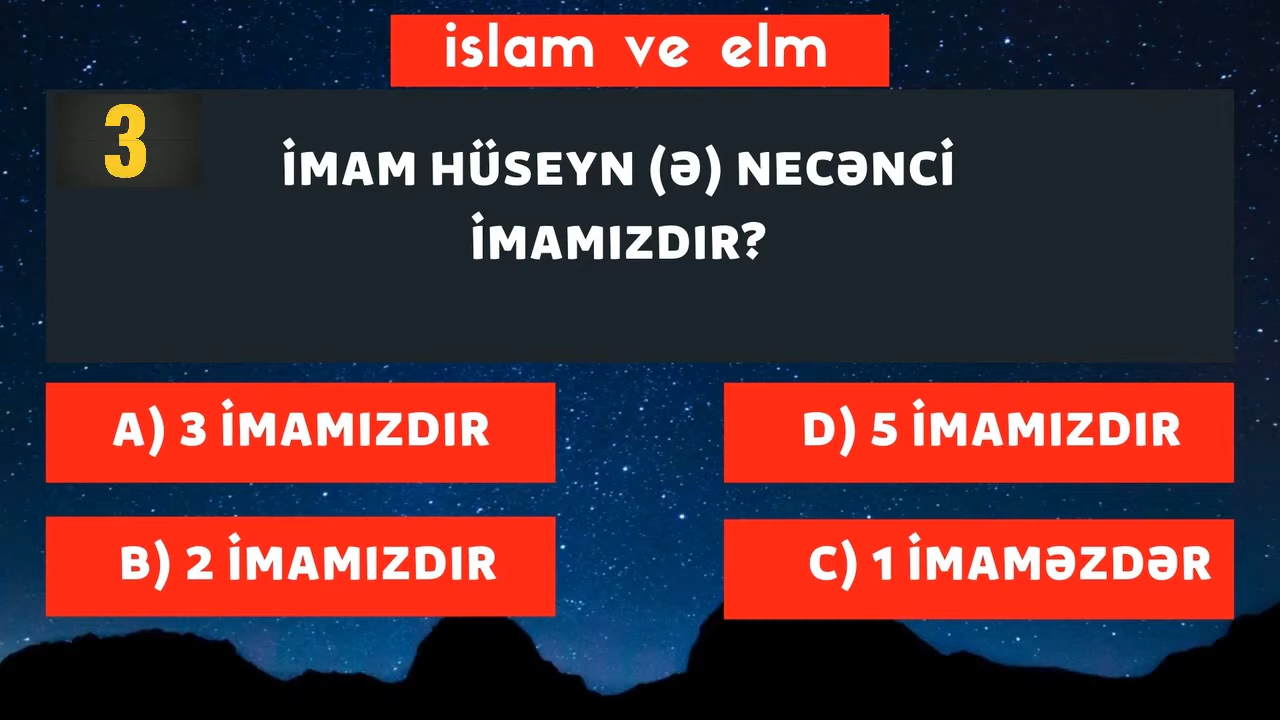 islam ve elm
3
İMAM HÜSEYN (Ə) NECƏNCİ
İMAMIZDIR?
A) 3 İMAMIZDIR
D) 5 İMAMIZDIR
B) 2 İMAMIZDIR
C) 1 İMAMƏZDƏR